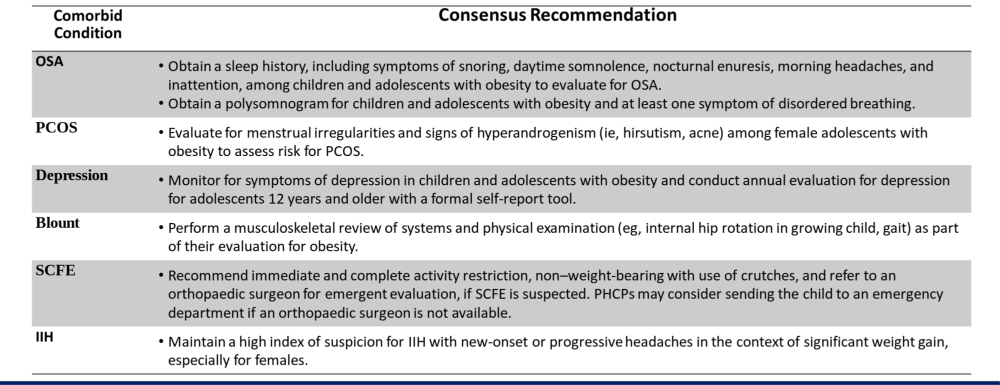 Comorbid
Condition
Consensus Recommendation
OSA
• Obtain a sleep history, including symptoms of snoring, daytime somnolence, nocturnal enuresis, morning headaches, and
inattention, among children and adolescents with obesity to evaluate for OSA.
• Obtain a polysomnogram for children and adolescents with obesity and at least one symptom of disordered breathing.
PCOS
• Evaluate for menstrual irregularities and signs of hyperandrogenism (ie, hirsutism, acne) among female adolescents with
obesity to assess risk for PCOS.
Depression
• Monitor for symptoms of depression in children and adolescents with obesity and conduct annual evaluation for depression
for adolescents 12 years and older with a formal self-report tool.
Blount
• Perform a musculoskeletal review of systems and physical examination (eg, internal hip rotation in growing child, gait) as part
of their evaluation for obesity.
SCFE
• Recommend immediate and complete activity restriction, non–weight-bearing with use of crutches, and refer to an
orthopaedic surgeon for emergent evaluation, if SCFE is suspected. PHCPs may consider sending the child to an emergency
department if an orthopaedic surgeon is not available.
IIH
• Maintain a high index of suspicion for IIH with new-onset or progressive headaches in the context of significant weight gain,
especially for females.